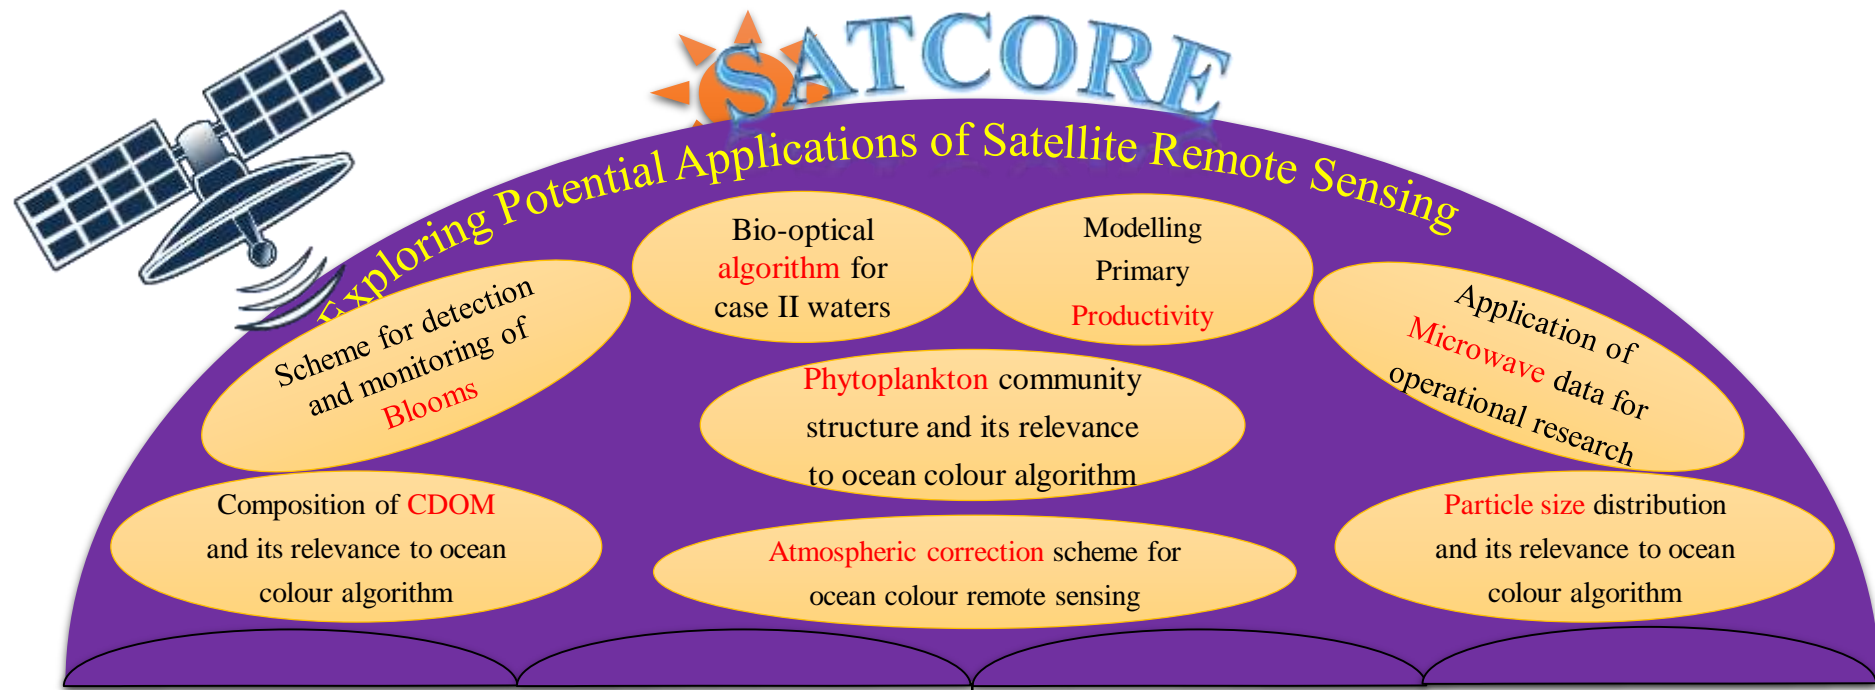 SATCORE
Exploring Potential Applications of Satellite Remote Sensing
Bio-optical
algorithm for
case II waters
Modelling
Primary
Productivity
Scheme for detection
and monitoring of
Blooms
Application of
Microwave data for
operational research
Phytoplankton community
structure and its relevance
to ocean colour algorithm
Composition of CDOM
and its relevance to ocean
colour algorithm
Atmospheric correction scheme for
ocean colour remote sensing
Particle size distribution
and its relevance to ocean
colour algorithm